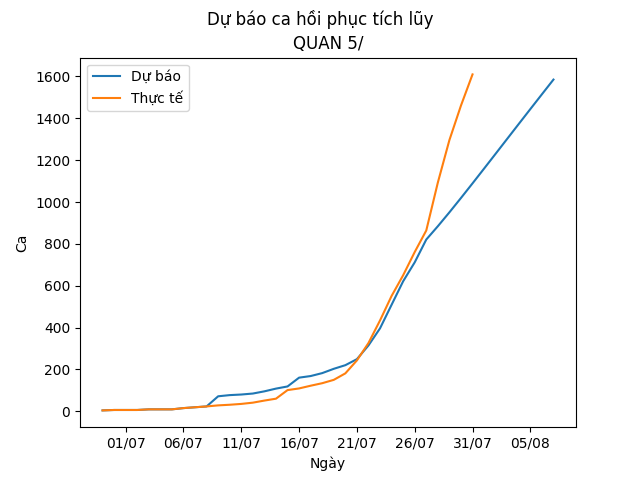 Dự báo ca hồi phục tích lũy
QUAN 5/
Dự báo
Thực tế
1600
1400
1200
1000
800
600
400
200
0
Ca
01/07 06/07 11/07 16/07 21/07 26/07 31/07 05/08
Ngày